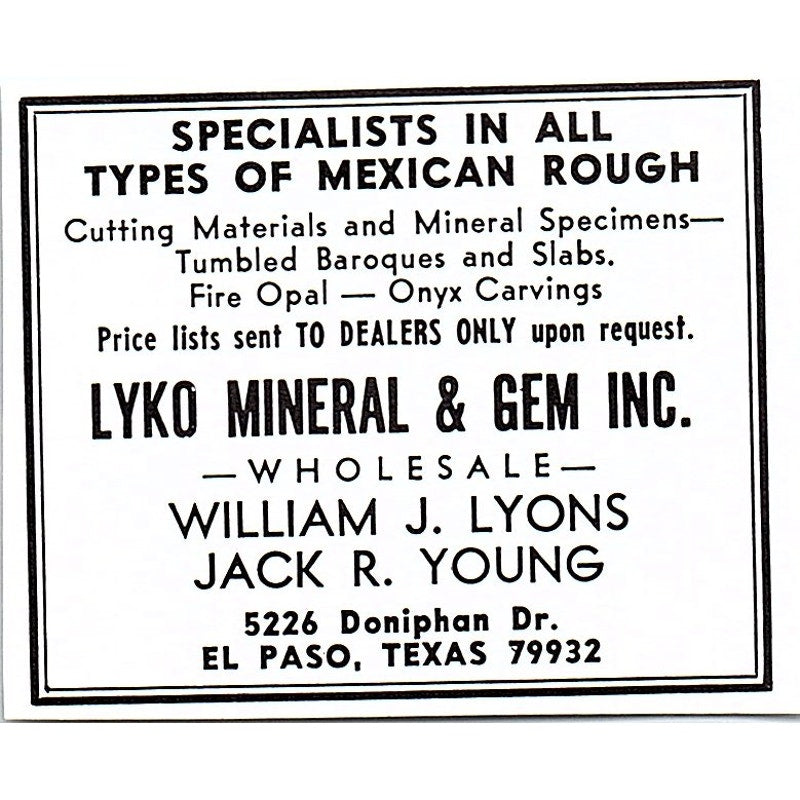 SPECIALISTS IN ALL
TYPES OF MEXICAN ROUGH
Cutting Materials and Mineral Specimens—
Tumbled Baroques and Slabs.
Fire Opal — Onyx Carvings
Price lists sent TO DEALERS ONLY upon request.
LYKO MINERAL & GEM INC.
—WHOLESALE—
WILLIAM J. LYONS
JACK R. YOUNG
5226 Doniphan Dr.
EL PASO, TEXAS 79932